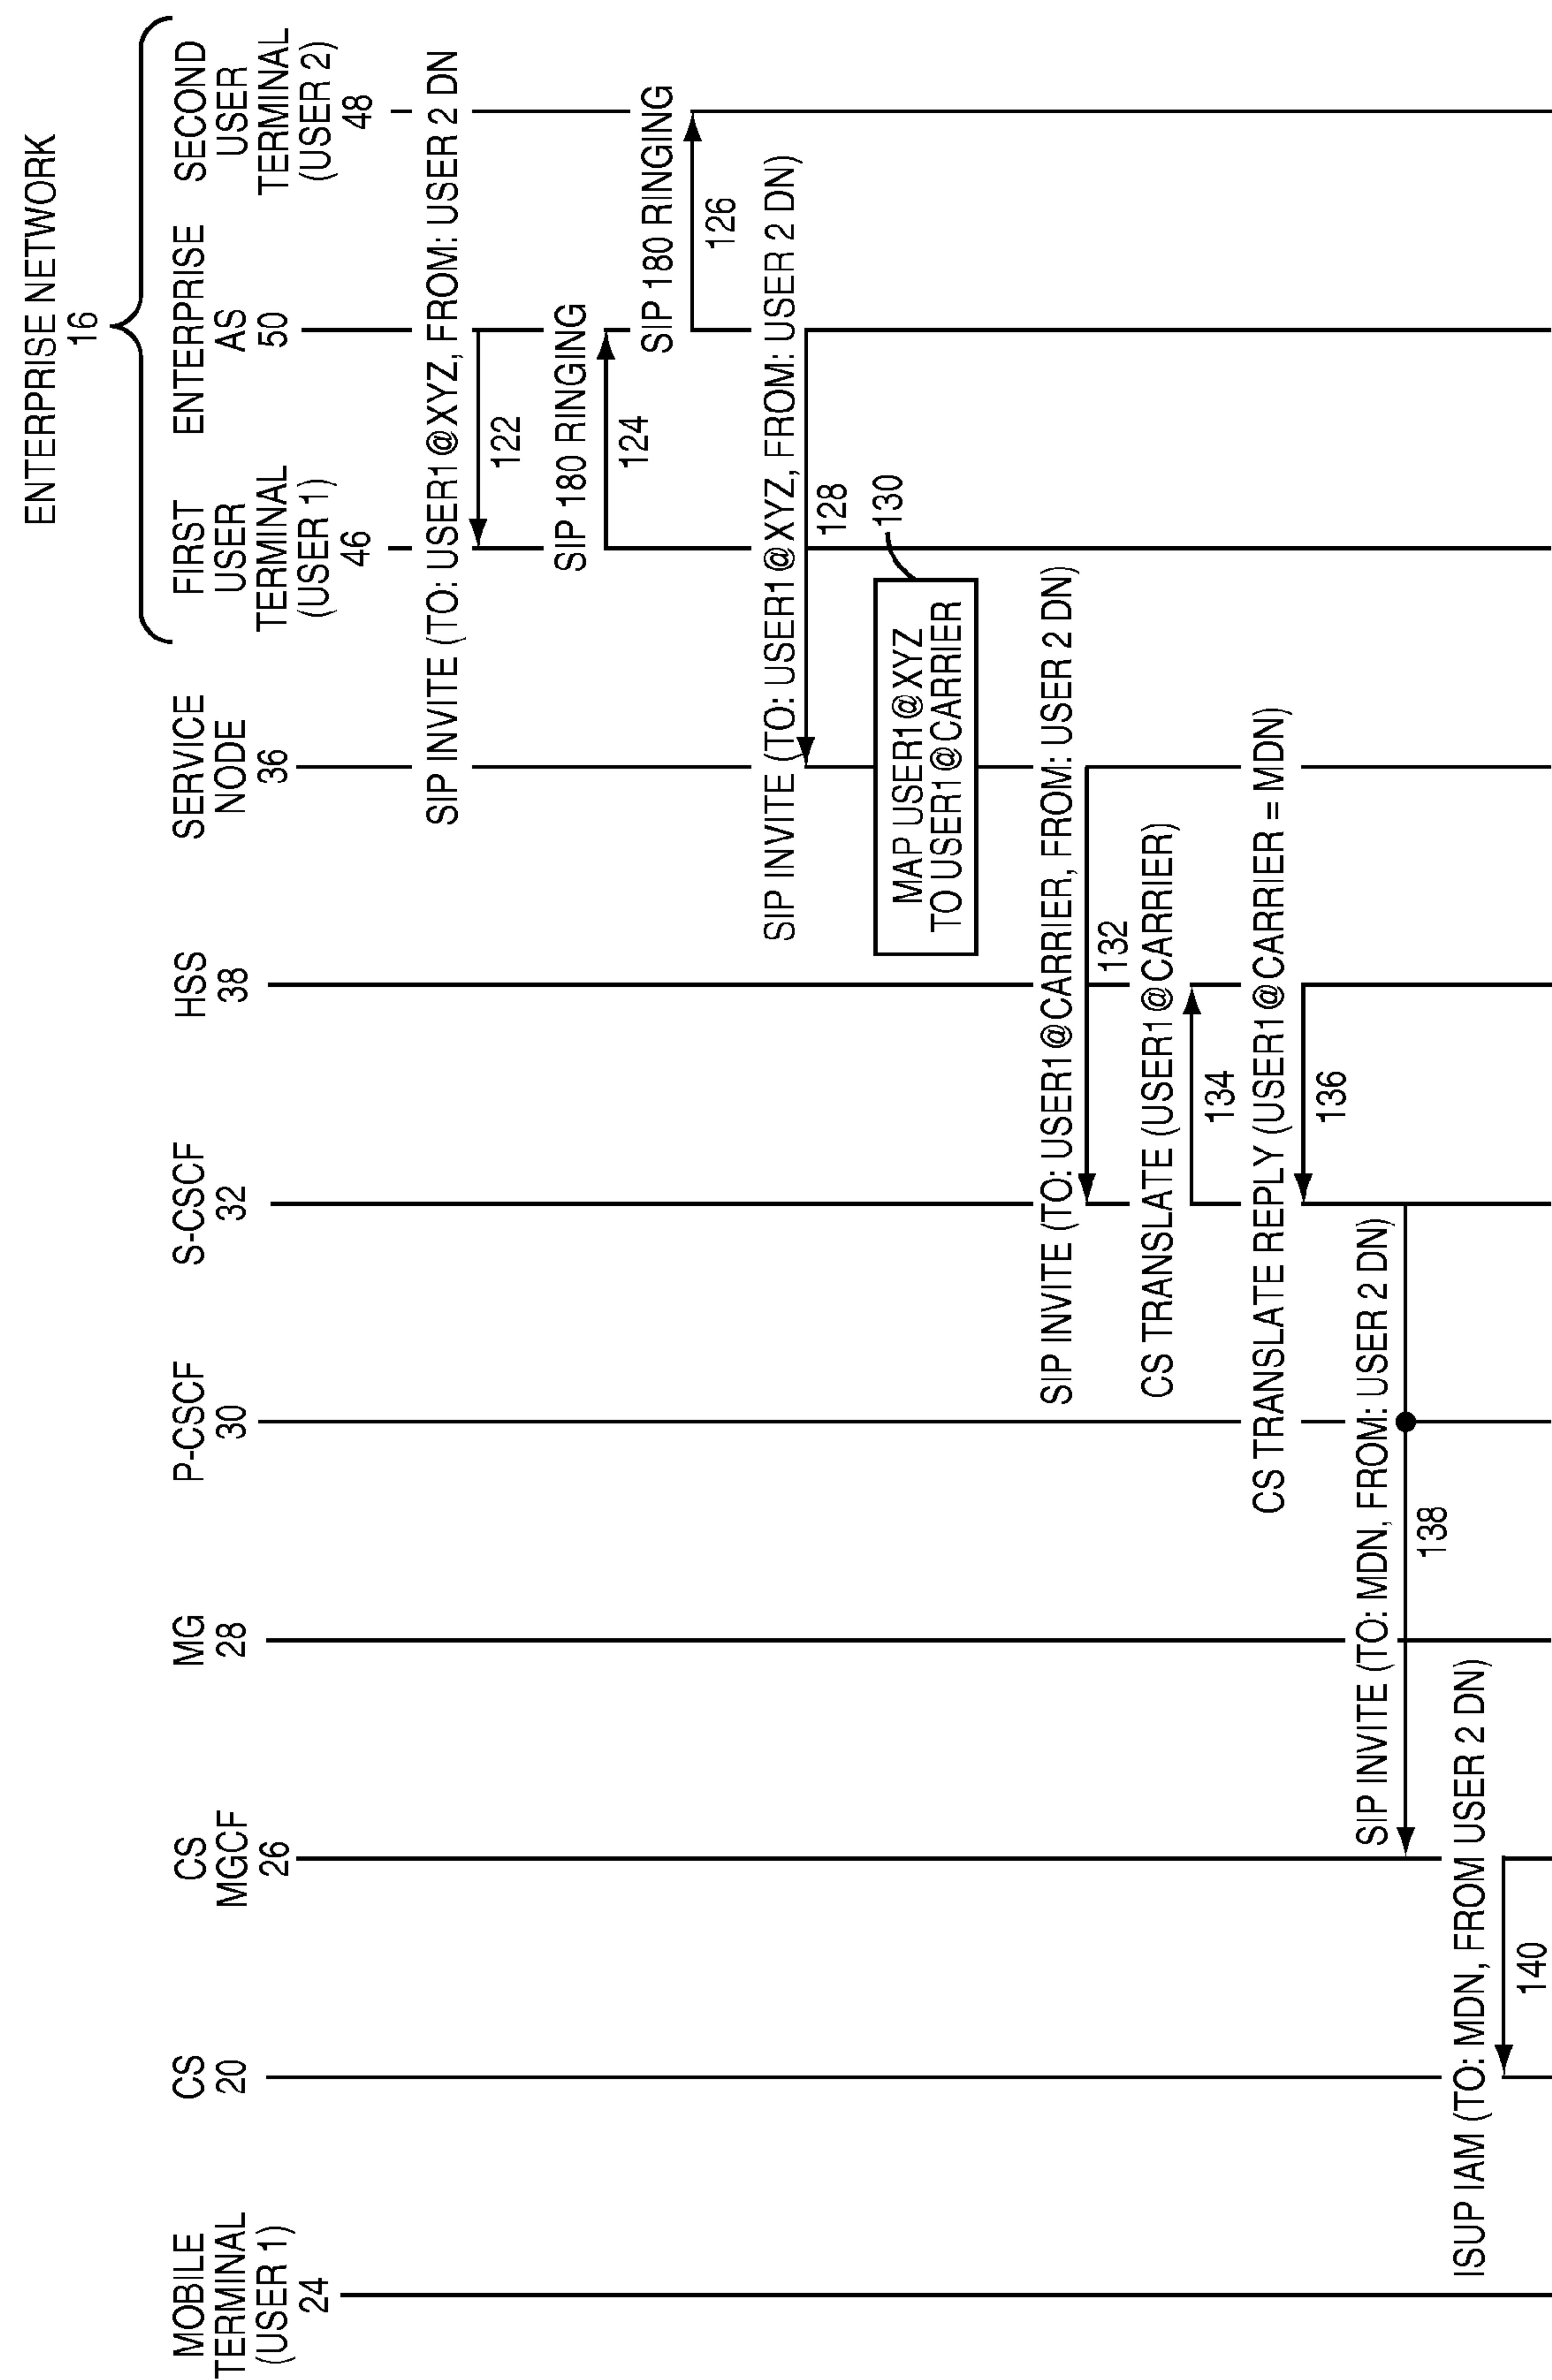 ENTERPRISE NETWORK
16
MOBILE
TERMINAL
(USER 1)
24
CS
20
CS
MGCF
26
MG
28
P-CSCF
30
S-CSCF
32
HSS
38
SERVICE
NODE
36
FIRST
USER
TERMINAL
(USER 1)
46
ENTERPRISE
AS
50
SECOND
USER
TERMINAL
(USER 2)
48
SIP INVITE (TO: USER1@XYZ, FROM: USER 2 DN
122
SIP 180 RINGING
124
SIP 180 RINGING
126
SIP INVITE (TO: USER1@XYZ, FROM: USER 2 DN)
128
130
MAP USER1@XYZ
TO USER1@CARRIER
SIP INVITE (TO: USER1@CARRIER, FROM: USER 2 DN)
132
CS TRANSLATE (USER1@CARRIER)
134
CS TRANSLATE REPLY (USER1@CARRIER = MDN)
136
SIP INVITE (TO: MDN, FROM: USER 2 DN)
138
ISUP IAM (TO: MDN, FROM USER 2 DN)
140